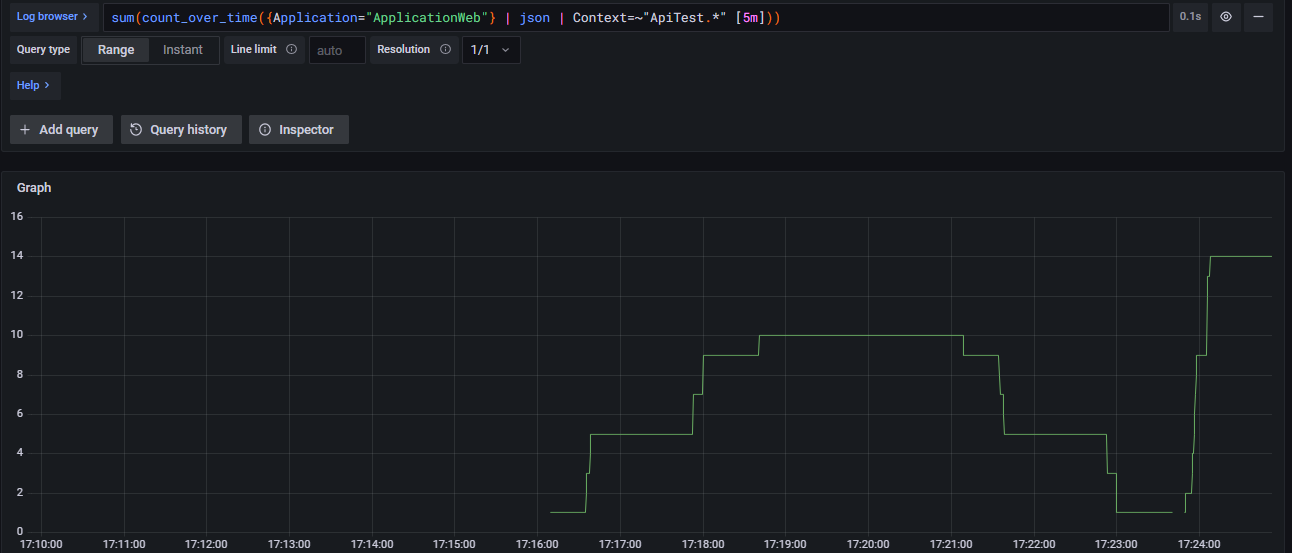 Log browser > sum(count_over_time({Application="ApplicationWeb"} | json | Context=~"ApiTest.*" [5m])) 0.1s
Query type Range Instant Line limit auto Resolution 1/1
Help >
+ Add query Query history Inspector
Graph
16
14
12
10
8
6
4
2
0
17:10:00 17:11:00 17:12:00 17:13:00 17:14:00 17:15:00 17:16:00 17:17:00 17:18:00 17:19:00 17:20:00 17:21:00 17:22:00 17:23:00 17:24:00